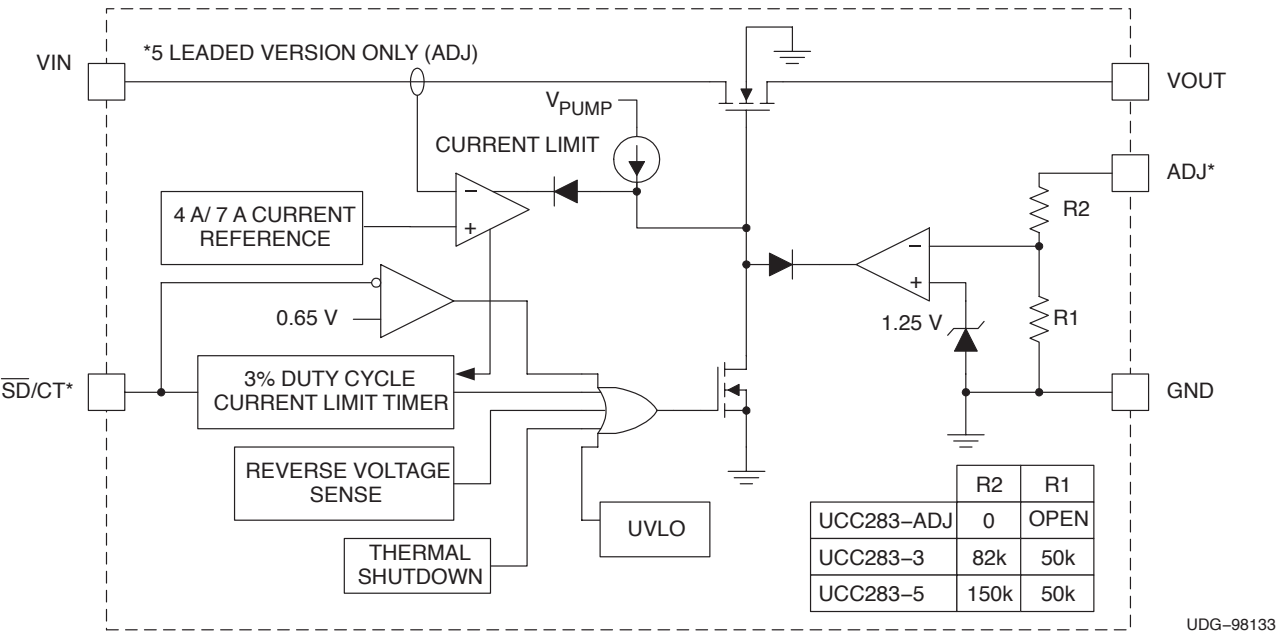 *5 LEADED VERSION ONLY (ADJ)
VIN
VOUT
VPUMP
CURRENT LIMIT
ADJ*
4 A/ 7 A CURRENT
REFERENCE
−
+
R2
−
+
0.65 V
1.25 V
R1
SD/CT*
3% DUTY CYCLE
CURRENT LIMIT TIMER
GND
REVERSE VOLTAGE
SENSE
UVLO
THERMAL
SHUTDOWN
R2 R1
UCC283−ADJ 0 OPEN
UCC283−3 82k 50k
UCC283−5 150k 50k
UDG−98133